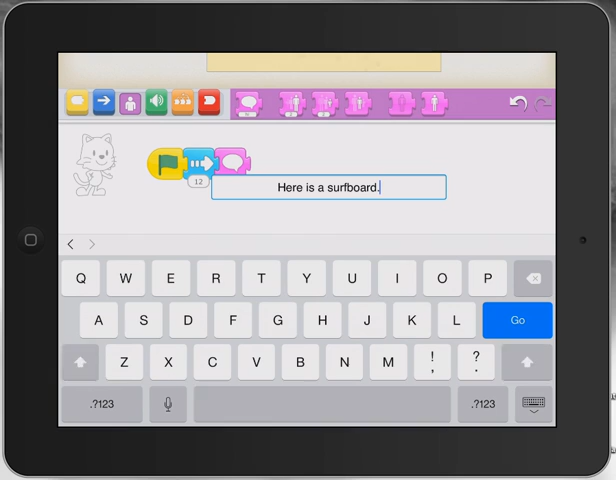 12
Here is a surfboard.
Q W E R T Y U I O P
A S D F G H J K L Go
Z X C V B N M ! , ? .
.?123 .?123